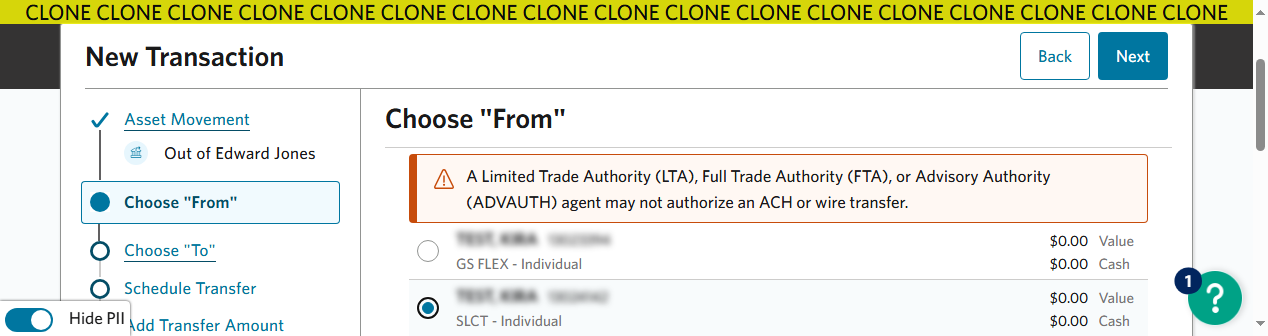 CLONE CLONE CLONE CLONE CLONE CLONE CLONE CLONE CLONE CLONE CLONE CLONE CLONE CLONE CLONE CLONE CLONE
New Transaction
Back
Next
Asset Movement
Out of Edward Jones
Choose "From"
Choose "To"
Schedule Transfer
Add Transfer Amount
Hide PII
Choose "From"
A Limited Trade Authority (LTA), Full Trade Authority (FTA), or Advisory Authority
(ADVAUTH) agent may not authorize an ACH or wire transfer.
$0.00 Value
GS FLEX - Individual
$0.00 Cash
$0.00 Value
SLCT - Individual
$0.00 Cash
1
?